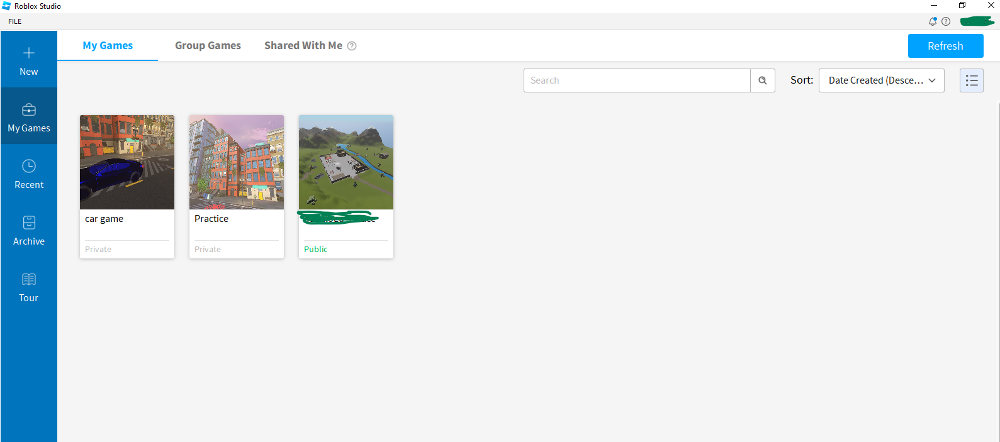 Roblox Studio
FILE
My Games
Group Games
Shared With Me ?
Refresh
New
Search
Sort:
Date Created (Desce...
My Games
Recent
Archive
Tour
car game
Practice
Private
Private
Public